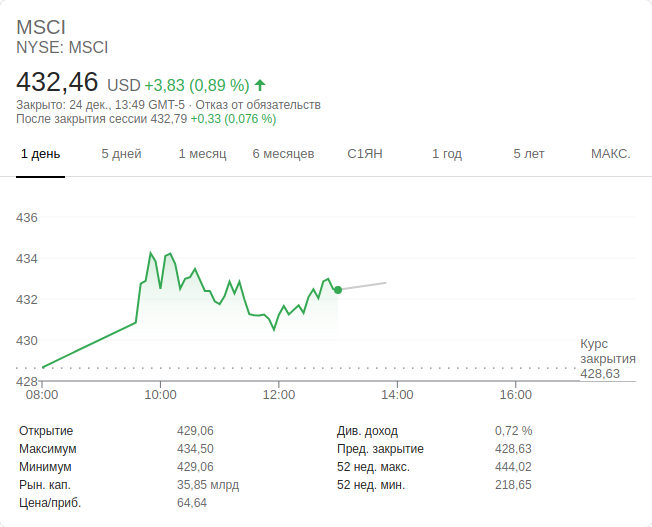 MSCI
NYSE: MSCI
432,46 USD +3,83 (0,89 %)
Закрыто: 24 дек., 13:49 GMT-5 · Отказ от обязательств
После закрытия сессии 432,79 +0,33 (0,076 %)
1 день 5 дней 1 месяц 6 месяцев С1ЯН 1 год 5 лет МАКС.
436
434
432
430
Курс
закрытия
428,63
428
08:00 10:00 12:00 14:00 16:00
Открытие 429,06 Див. доход 0,72 %
Максимум 434,50 Пред. закрытие 428,63
Минимум 429,06 52 нед. макс. 444,02
Рын. кап. 35,85 млрд 52 нед. мин. 218,65
Цена/приб. 64,64